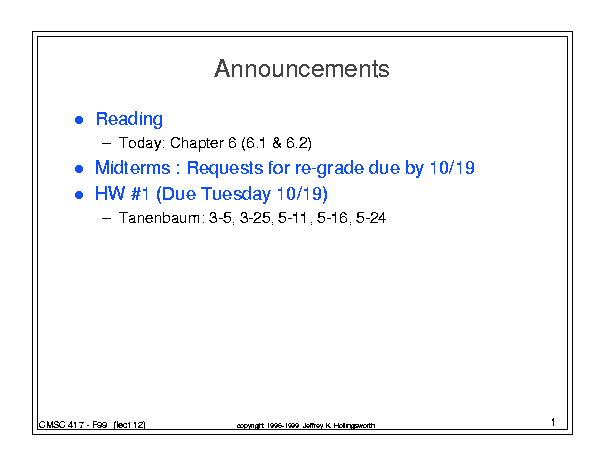 Announcements
● Reading
– Today: Chapter 6 (6.1 & 6.2)
● Midterms : Requests for re-grade due by 10/19
● HW #1 (Due Tuesday 10/19)
– Tanenbaum: 3-5, 3-25, 5-11, 5-16, 5-24
CMSC 417 - F99 (lect 12)
copyright 1996-1999 Jeffrey K. Hollingsworth
1